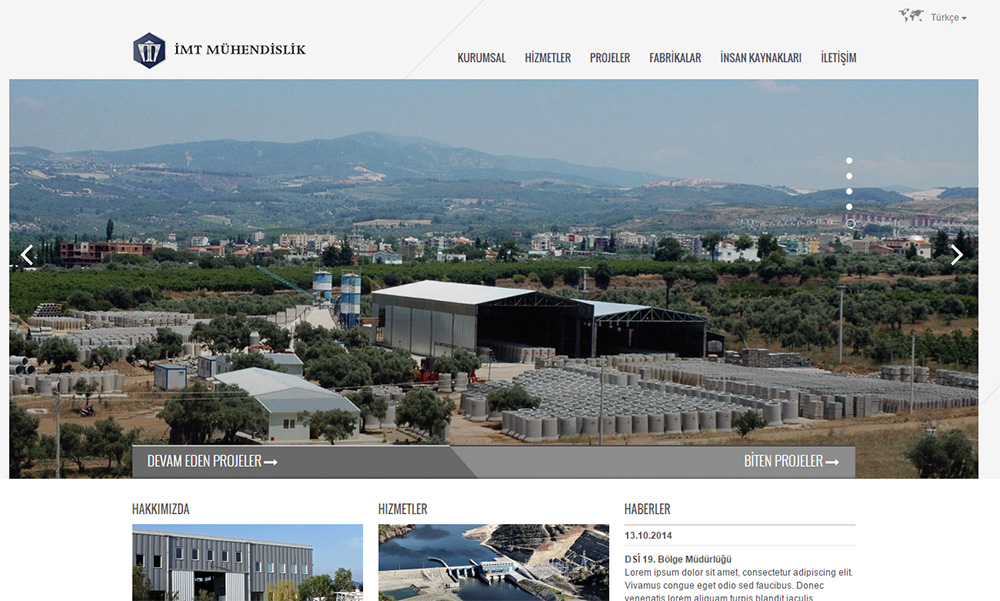 Türkçe
İMT MÜHENDİSLİK
KURUMSAL HİZMETLER PROJELER FABRİKALAR İNSAN KAYNAKLARI İLETİŞİM
DEVAM EDEN PROJELER
BİTEN PROJELER
HAKKIMIZDA
HIZMETLER
HABERLER
13.10.2014
DSİ 19. Bölge Müdürlüğü
Lorem ipsum dolor sit amet, consectetur adipiscing elit.
Vivamus congue eget odio sed faucibus. Donec
venenatis lorem aliquam turpis blandit iaculis